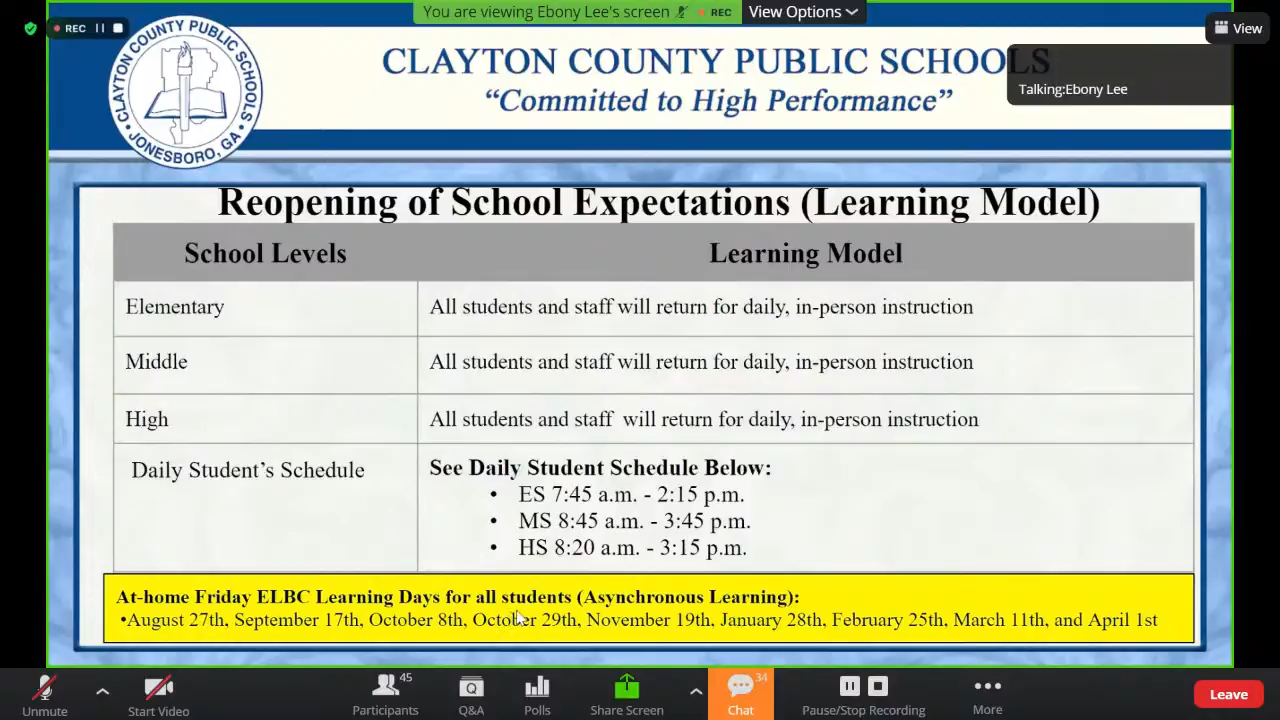 You are viewing Ebony Lee's screen REC View Options
REC
View
Talking:Ebony Lee
CLAYTON COUNTY PUBLIC SCHOOLS
JONESBORO, GA
CLAYTON COUNTY PUBLIC SCHOOLS
“Committed to High Performance”
Reopening of School Expectations (Learning Model)
School Levels Learning Model
Elementary All students and staff will return for daily, in-person instruction
Middle All students and staff will return for daily, in-person instruction
High All students and staff will return for daily, in-person instruction
Daily Student’s Schedule See Daily Student Schedule Below:
• ES 7:45 a.m. - 2:15 p.m.
• MS 8:45 a.m. - 3:45 p.m.
• HS 8:20 a.m. - 3:15 p.m.
At-home Friday ELBC Learning Days for all students (Asynchronous Learning):
•August 27th, September 17th, October 8th, October 29th, November 19th, January 28th, February 25th, March 11th, and April 1st
Unmute Start Video Participants 45 Q&A Polls Share Screen Chat 34 Pause/Stop Recording More Leave